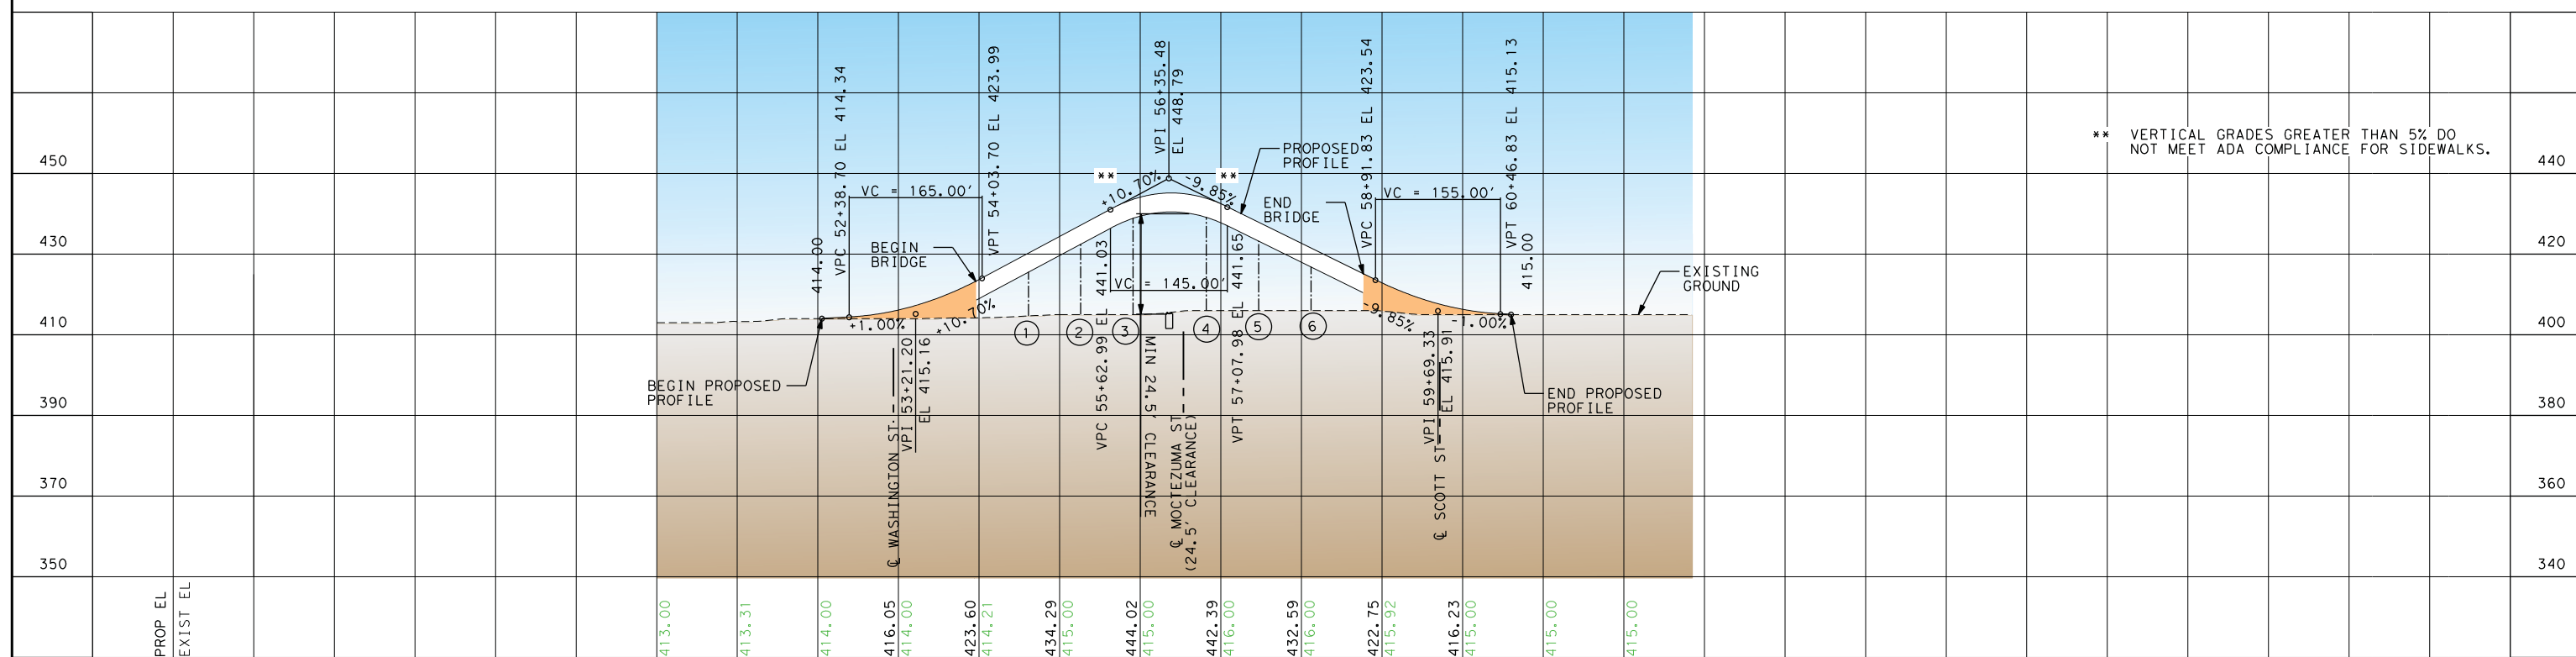 450
430
410
390
370
350
440
420
400
380
360
340
** VERTICAL GRADES GREATER THAN 5% DO
NOT MEET ADA COMPLIANCE FOR SIDEWALKS.
414.00
VPC 52+38.70 EL 414.34
VC = 165.00'
VPT 54+03.70 EL 423.99
BEGIN
BRIDGE
+1.00%
+10.70%
VPI 53+21.20
EL 415.16
℄ WASHINGTON ST.
BEGIN PROPOSED
PROFILE
VPI 56+35.48
EL 448.79
**
+10.70%
-9.85%
**
PROPOSED
PROFILE
VPC 55+62.99 EL 441.03
VC = 145.00'
VPT 57+07.98 EL 441.65
MIN 24.5' CLEARANCE
℄ MOCTEZUMA ST
(24.5' CLEARANCE)
1
2
3
4
5
6
END
BRIDGE
VPC 58+91.83 EL 423.54
VC = 155.00'
VPT 60+46.83 EL 415.13
415.00
-9.85%
-1.00%
VPI 59+69.33
EL 415.91
℄ SCOTT ST
EXISTING
GROUND
END PROPOSED
PROFILE
PROP EL
EXIST EL
413.00
413.31
414.00
416.05
414.00
423.60
414.21
434.29
415.00
444.02
415.00
442.39
416.00
432.59
416.00
422.75
415.92
416.23
415.00
415.00
415.00